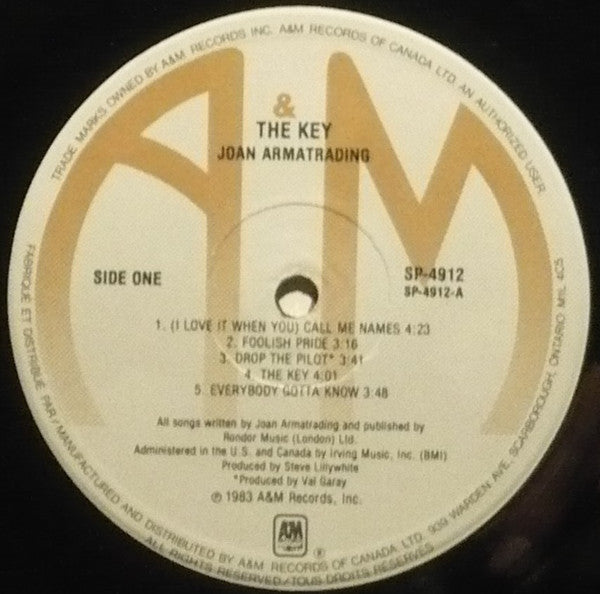 TRADE MARKS OWNED BY A&M RECORDS INC. A&M RECORDS OF CANADA LTD. AN AUTHORIZED USER
&
THE KEY
JOAN ARMATRADING
SIDE ONE
SP-4912
SP-4912-A
1. (I LOVE IT WHEN YOU) CALL ME NAMES 4:23
2. FOOLISH PRIDE 3:16
3. DROP THE PILOT* 3:41
4. THE KEY 4:01
5. EVERYBODY GOTTA KNOW 3:48
All songs written by Joan Armatrading and published by
Rondor Music (London) Ltd.
Administered in the U.S. and Canada by Irving Music, Inc. (BMI)
Produced by Steve Lillywhite
*Produced by Val Garay
℗ 1983 A&M Records, Inc.
A&M
RECORDS
®
FABRIQUÉ ET DISTRIBUÉ PAR/MANUFACTURED AND DISTRIBUTED BY A&M RECORDS OF CANADA LTD. 939 WARDEN AVE, SCARBOROUGH, ONTARIO M1L 4C5
ALL RIGHTS RESERVED/TOUS DROITS RESERVÉS
A M